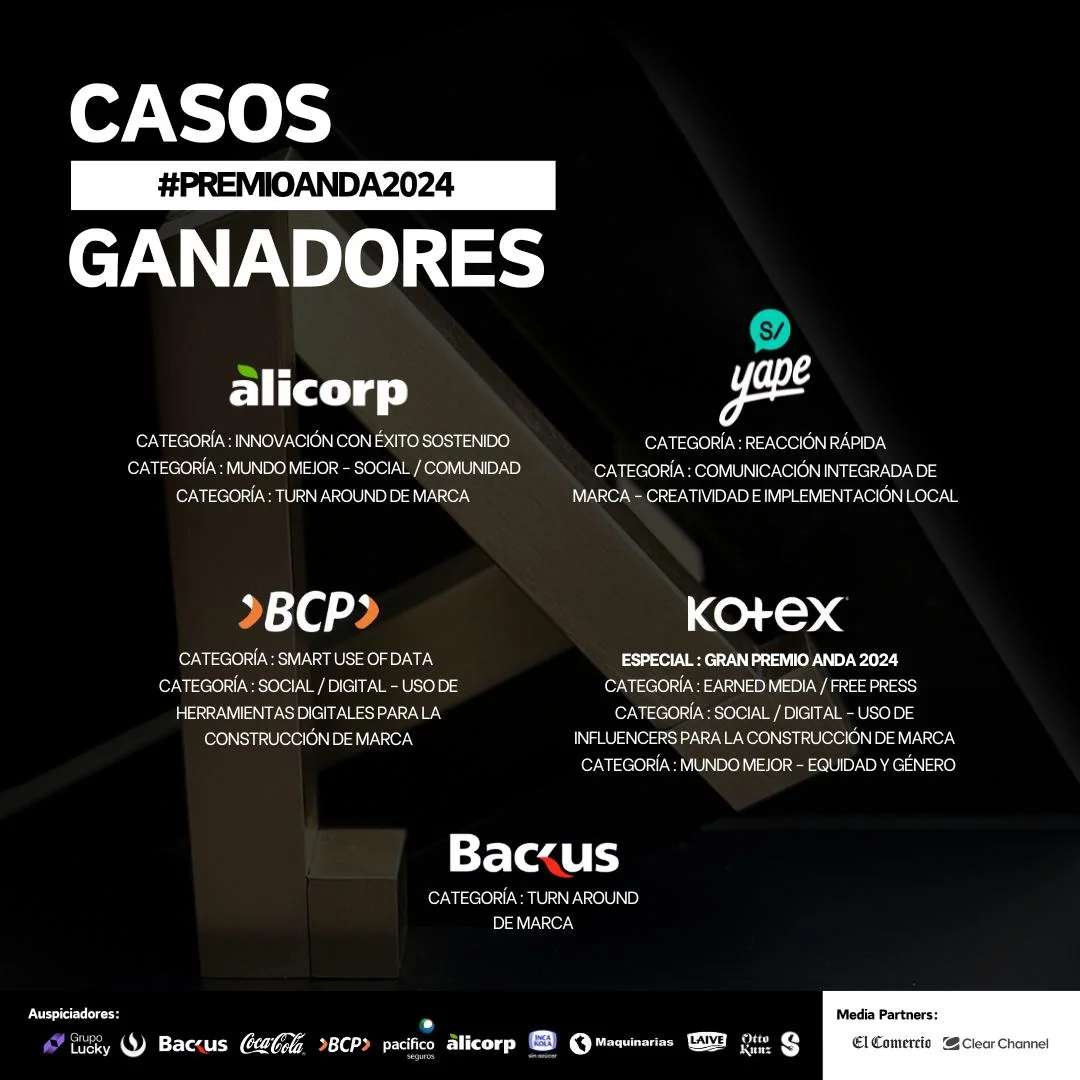 CASOS
#PREMIOANDA2024
GANADORES
alicorp
CATEGORÍA : INNOVACIÓN CON ÉXITO SOSTENIDO
CATEGORÍA : MUNDO MEJOR - SOCIAL / COMUNIDAD
CATEGORÍA : TURN AROUND DE MARCA
S/
yape
CATEGORÍA : REACCIÓN RÁPIDA
CATEGORÍA : COMUNICACIÓN INTEGRADA DE
MARCA - CREATIVIDAD E IMPLEMENTACIÓN LOCAL
BCP
CATEGORÍA : SMART USE OF DATA
CATEGORÍA : SOCIAL / DIGITAL - USO DE
HERRAMIENTAS DIGITALES PARA LA
CONSTRUCCIÓN DE MARCA
kotex
ESPECIAL : GRAN PREMIO ANDA 2024
CATEGORÍA : EARNED MEDIA / FREE PRESS
CATEGORÍA : SOCIAL / DIGITAL - USO DE
INFLUENCERS PARA LA CONSTRUCCIÓN DE MARCA
CATEGORÍA : MUNDO MEJOR - EQUIDAD Y GÉNERO
Backus
CATEGORÍA : TURN AROUND
DE MARCA
Auspiciadores:
Grupo
Lucky
Backus
Coca-Cola
BCP
pacífico
seguros
alicorp
INCA
KOLA
sin azúcar
Maquinarias
LAIVE
Otto
Kunz
S
Media Partners:
El Comercio
Clear Channel